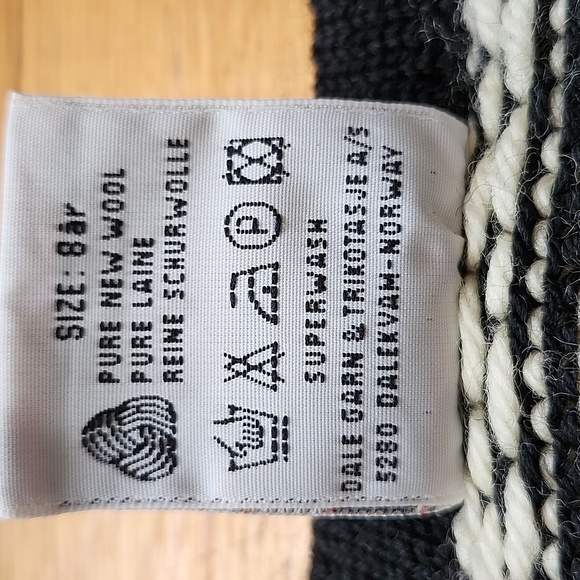 SIZE: 8år
PURE NEW WOOL
PURE LAINE
REINE SCHURWOLLE
P
SUPERWASH
DALE GARN & TRIKOTASJE A/S
5280 DALEKVAM-NORWAY